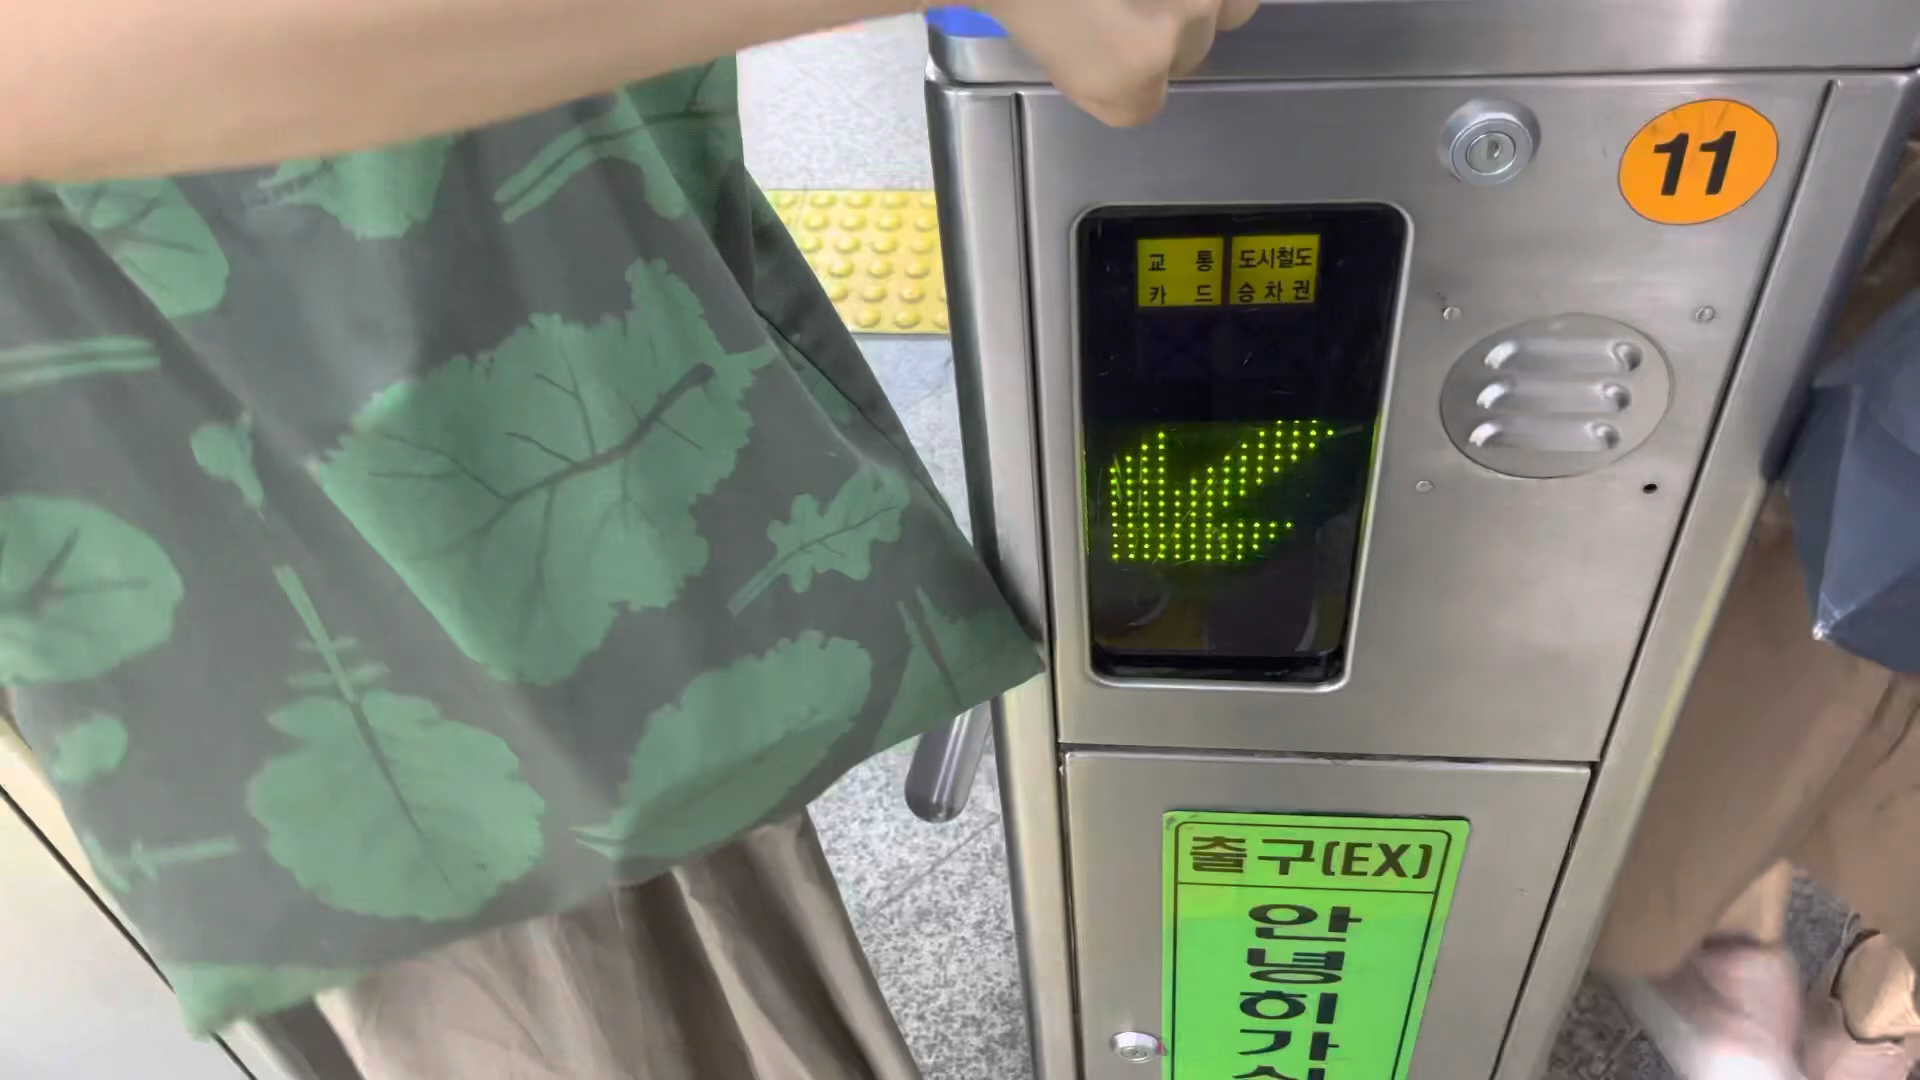 11
교 통 도시철도
카 드 승차권
출구(EX)
안
녕
히
가